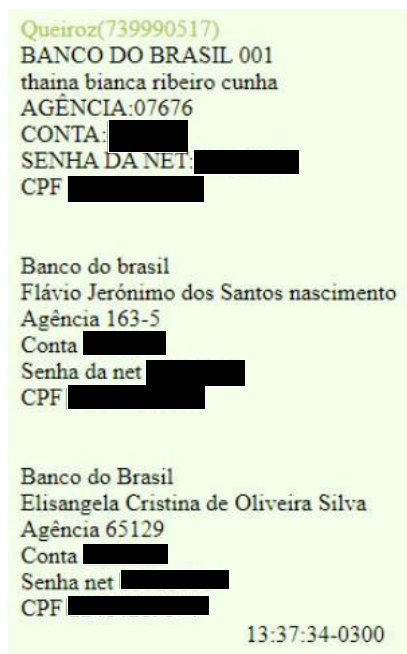 Queiroz(739990517)
BANCO DO BRASIL 001
thaina bianca ribeiro cunha
AGÊNCIA:07676
CONTA:
SENHA DA NET:
CPF
Banco do brasil
Flávio Jerónimo dos Santos nascimento
Agência 163-5
Conta
Senha da net
CPF
Banco do Brasil
Elisangela Cristina de Oliveira Silva
Agência 65129
Conta
Senha net
CPF
13:37:34-0300